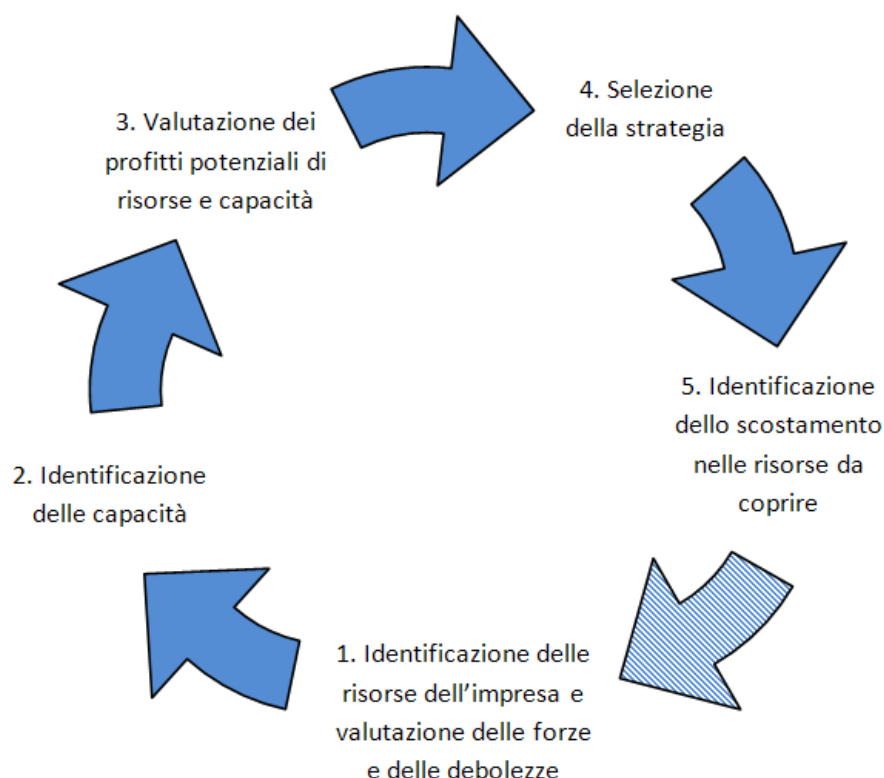 1. Identificazione delle
risorse dell'impresa e
valutazione delle forze
e delle debolezze
2. Identificazione
delle capacità
3. Valutazione dei
profitti potenziali di
risorse e capacità
4. Selezione
della strategia
5. Identificazione
dello scostamento
nelle risorse da
coprire